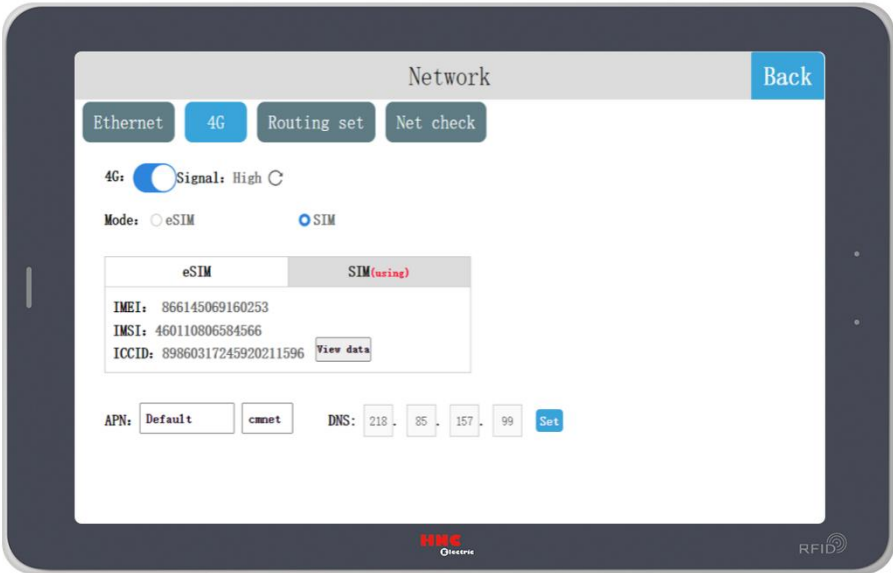 Network
Back
Ethernet
4G
Routing set
Net check
4G: Signal: High
Mode: eSIM SIM
eSIM SIM(using)
IMEI: 866145069160253
IMSI: 460110806584566
ICCID: 89860317245920211596 View data
APN: Default cmnet DNS: 218. 85. 157. 99 Set
HNC
Electric
RFID